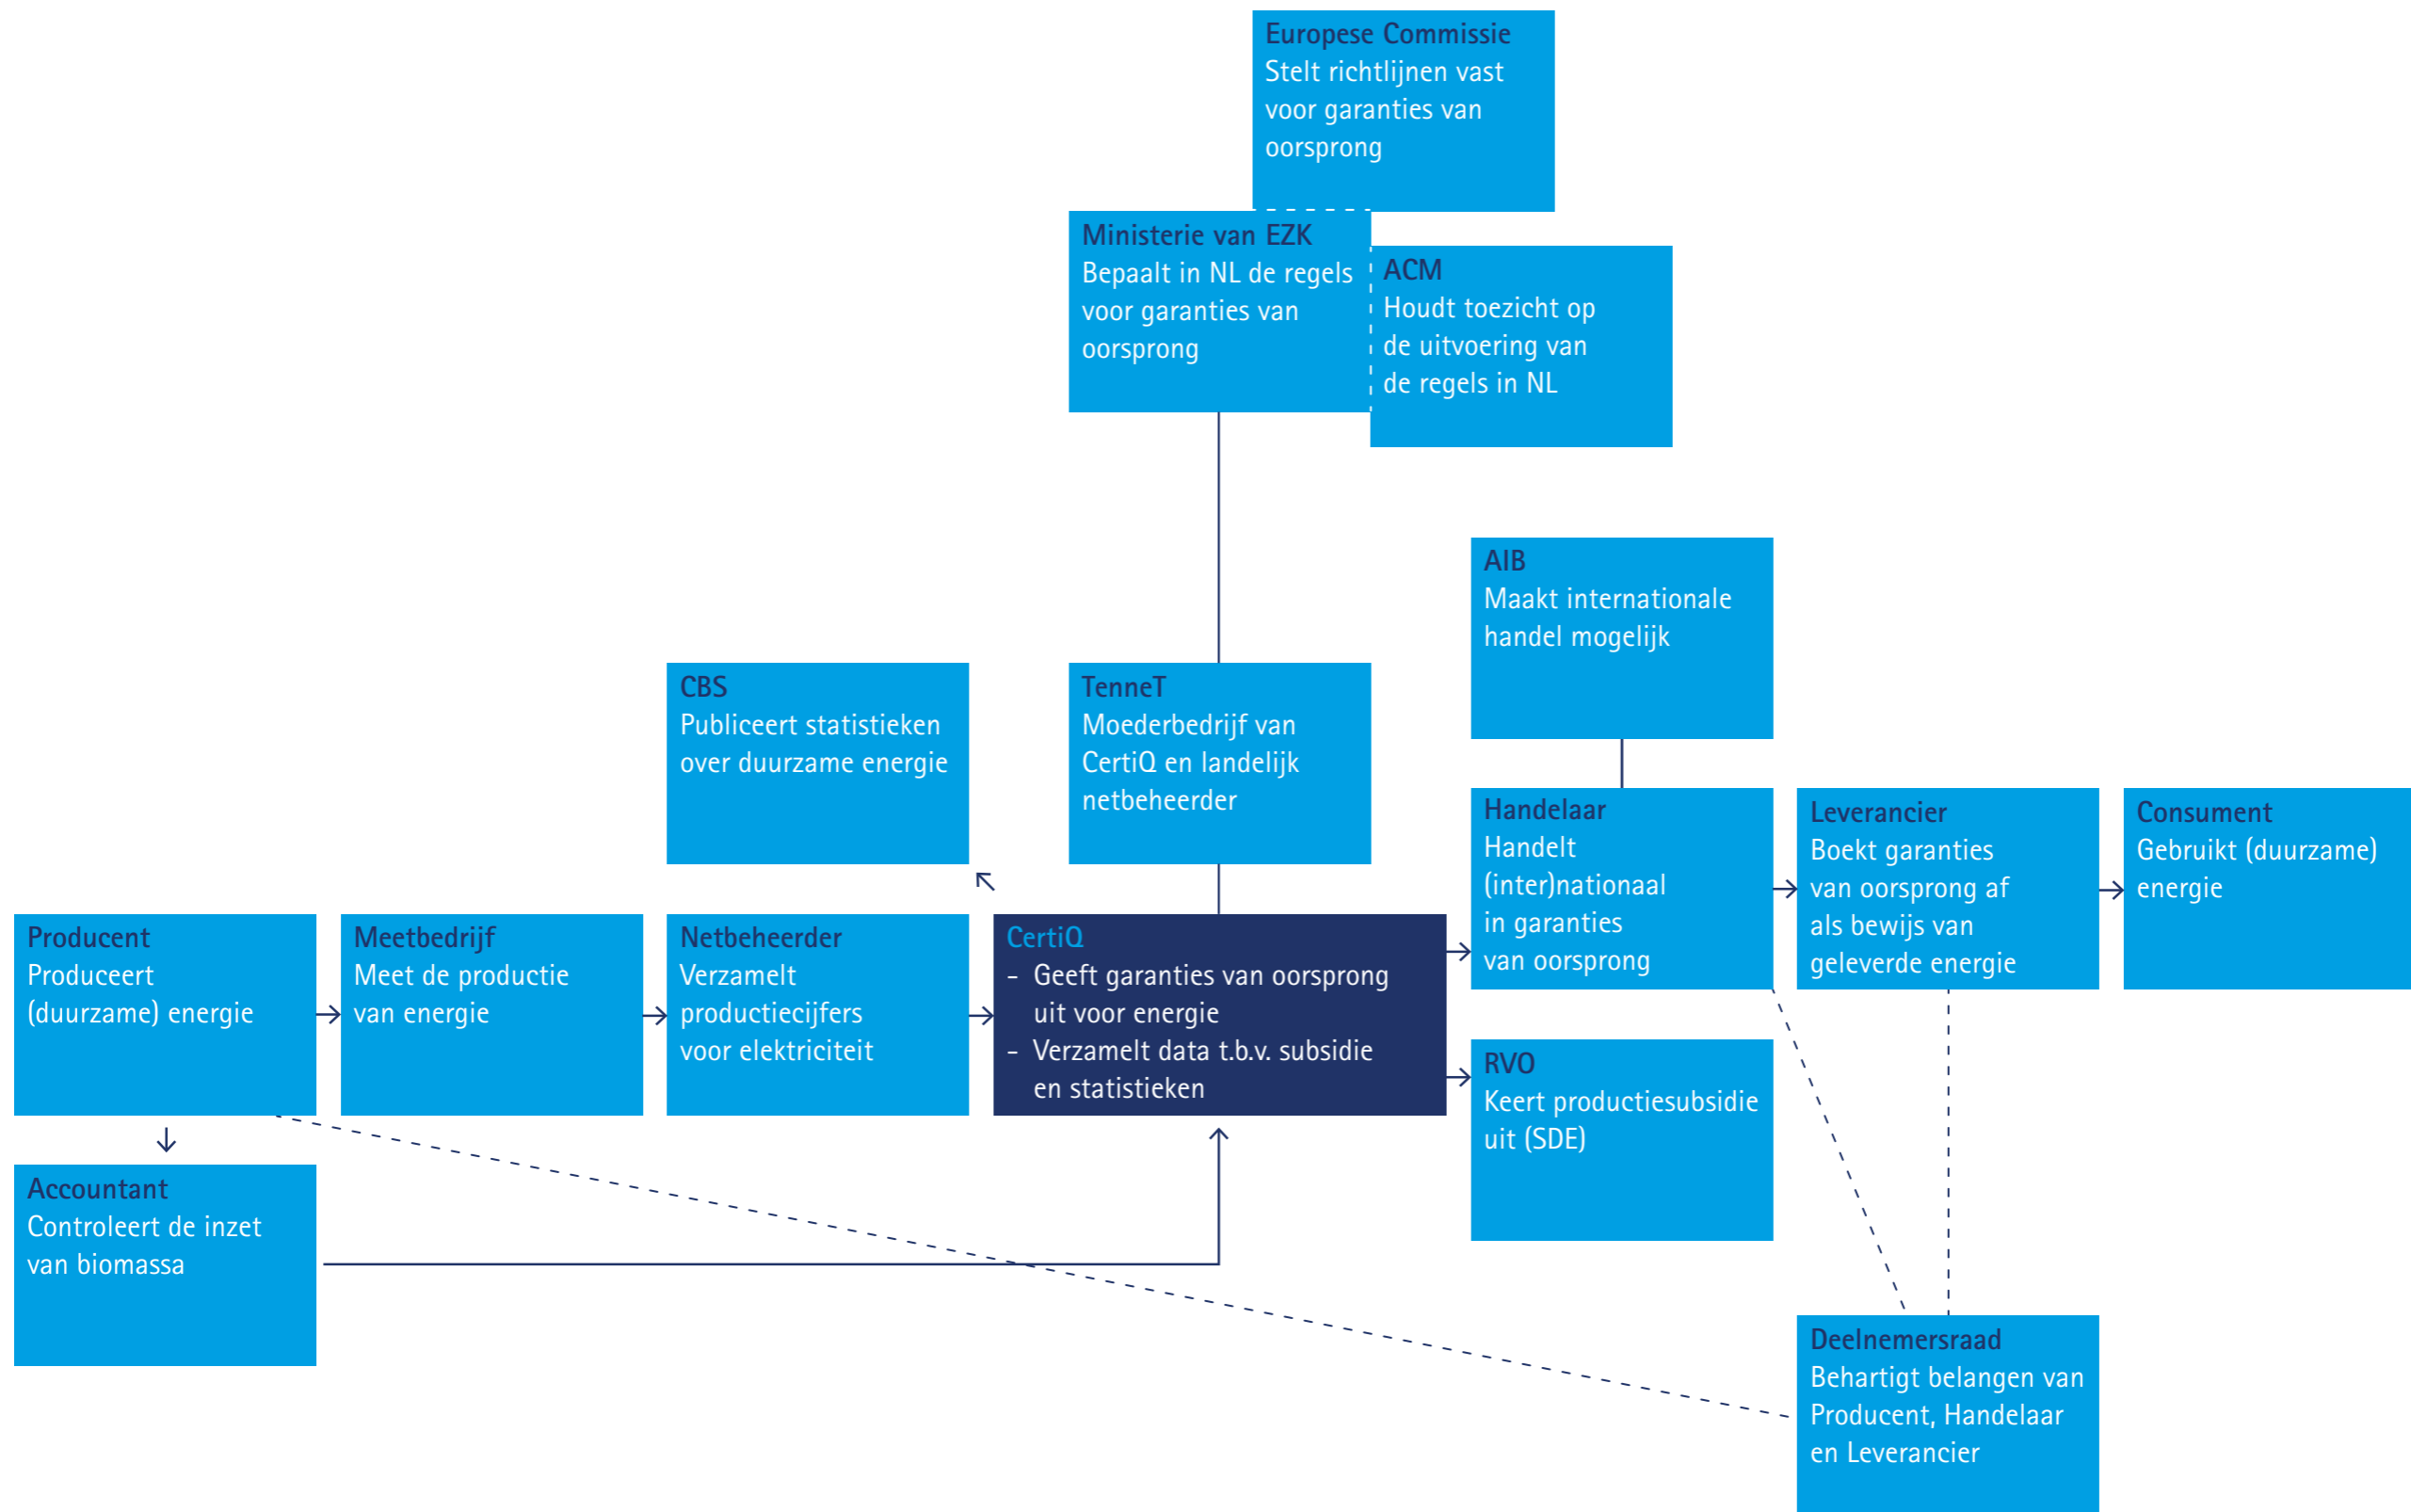 Europese Commissie
Stelt richtlijnen vast
voor garanties van
oorsprong
Ministerie van EZK
Bepaalt in NL de regels
voor garanties van
oorsprong
ACM
Houdt toezicht op
de uitvoering van
de regels in NL
AIB
Maakt internationale
handel mogelijk
CBS
Publiceert statistieken
over duurzame energie
TenneT
Moederbedrijf van
CertiQ en landelijk
netbeheerder
Handelaar
Handelt
(inter)nationaal
in garanties
van oorsprong
Leverancier
Boekt garanties
van oorsprong af
als bewijs van
geleverde energie
Consument
Gebruikt (duurzame)
energie
Producent
Produceert
(duurzame) energie
Meetbedrijf
Meet de productie
van energie
Netbeheerder
Verzamelt
productiecijfers
voor elektriciteit
CertiQ
- Geeft garanties van oorsprong
uit voor energie
- Verzamelt data t.b.v. subsidie
en statistieken
RVO
Keert productiesubsidie
uit (SDE)
Accountant
Controleert de inzet
van biomassa
Deelnemersraad
Behartigt belangen van
Producent, Handelaar
en Leverancier